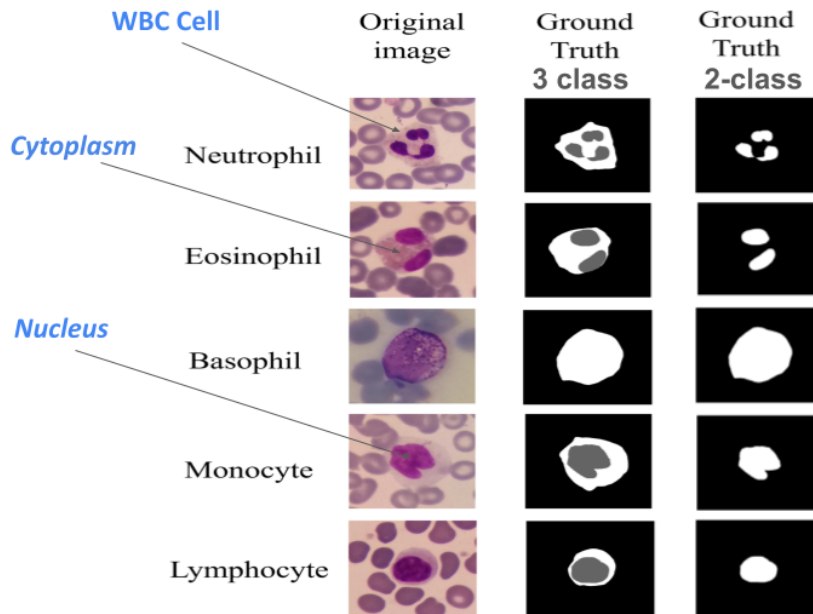 WBC Cell
Original
image
Ground
Truth
3 class
Ground
Truth
2-class
Neutrophil
Cytoplasm
Eosinophil
Nucleus
Basophil
Monocyte
Lymphocyte